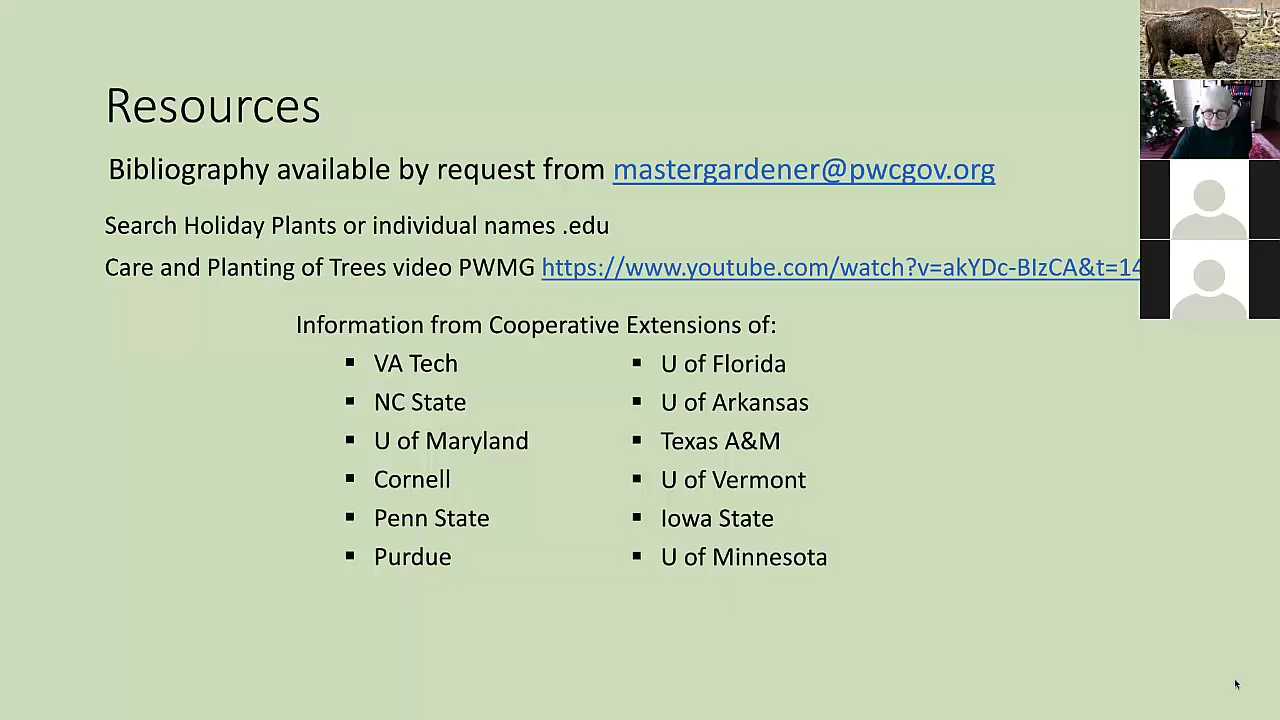 Resources
Bibliography available by request from mastergardener@pwcgov.org
Search Holiday Plants or individual names .edu
Care and Planting of Trees video PWMG https://www.youtube.com/watch?v=akYDc-BIzCA&t=14
Information from Cooperative Extensions of:
▪ VA Tech
▪ NC State
▪ U of Maryland
▪ Cornell
▪ Penn State
▪ Purdue
▪ U of Florida
▪ U of Arkansas
▪ Texas A&M
▪ U of Vermont
▪ Iowa State
▪ U of Minnesota